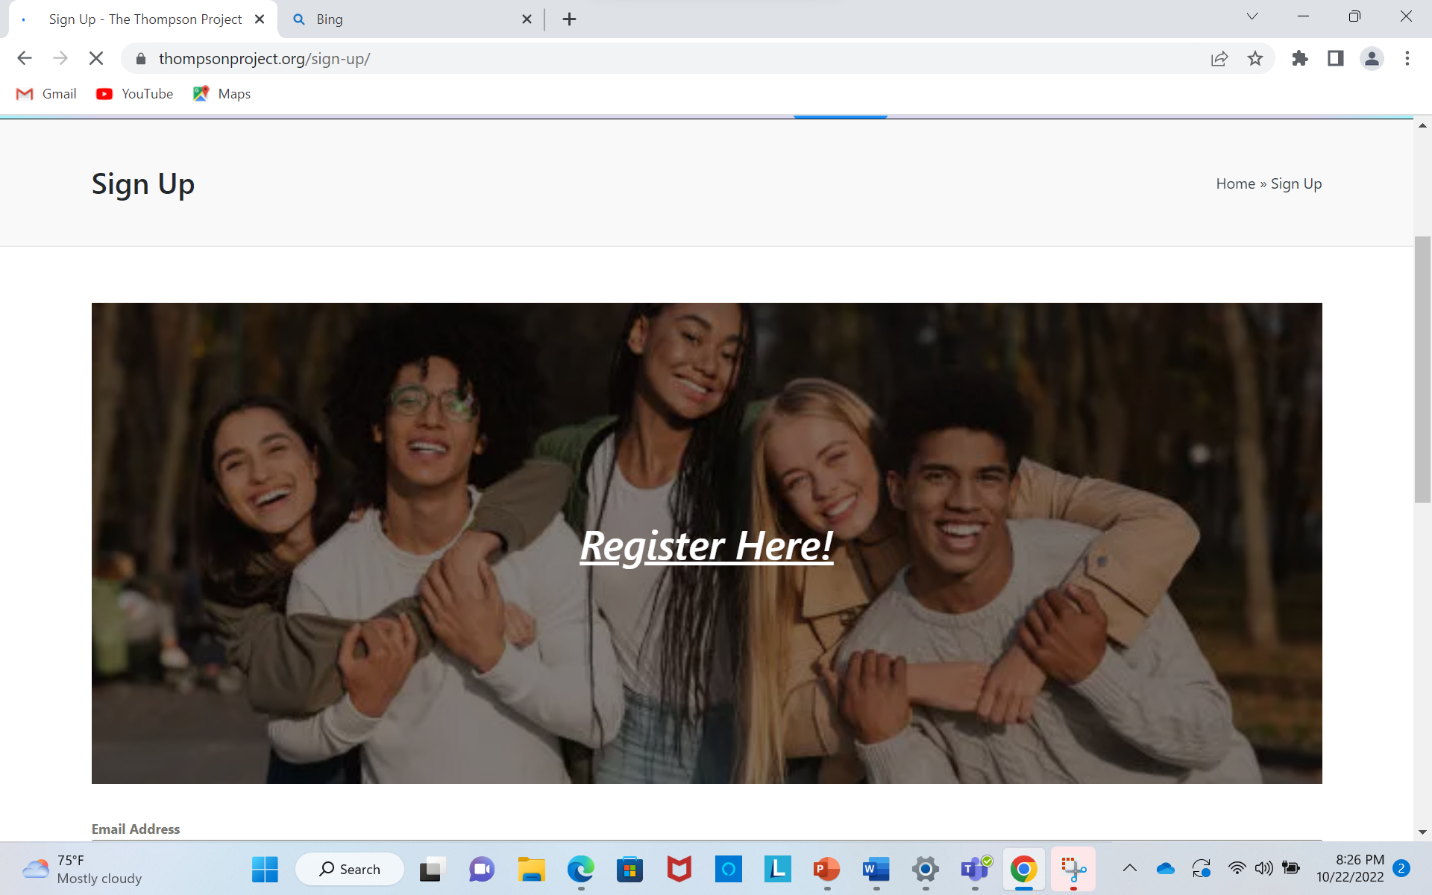 Sign Up - The Thompson Project
Bing
thompsonproject.org/sign-up/
Gmail
YouTube
Maps
Sign Up
Home » Sign Up
Register Here!
Email Address
75°F
Mostly cloudy
Search
8:26 PM
10/22/2022
2